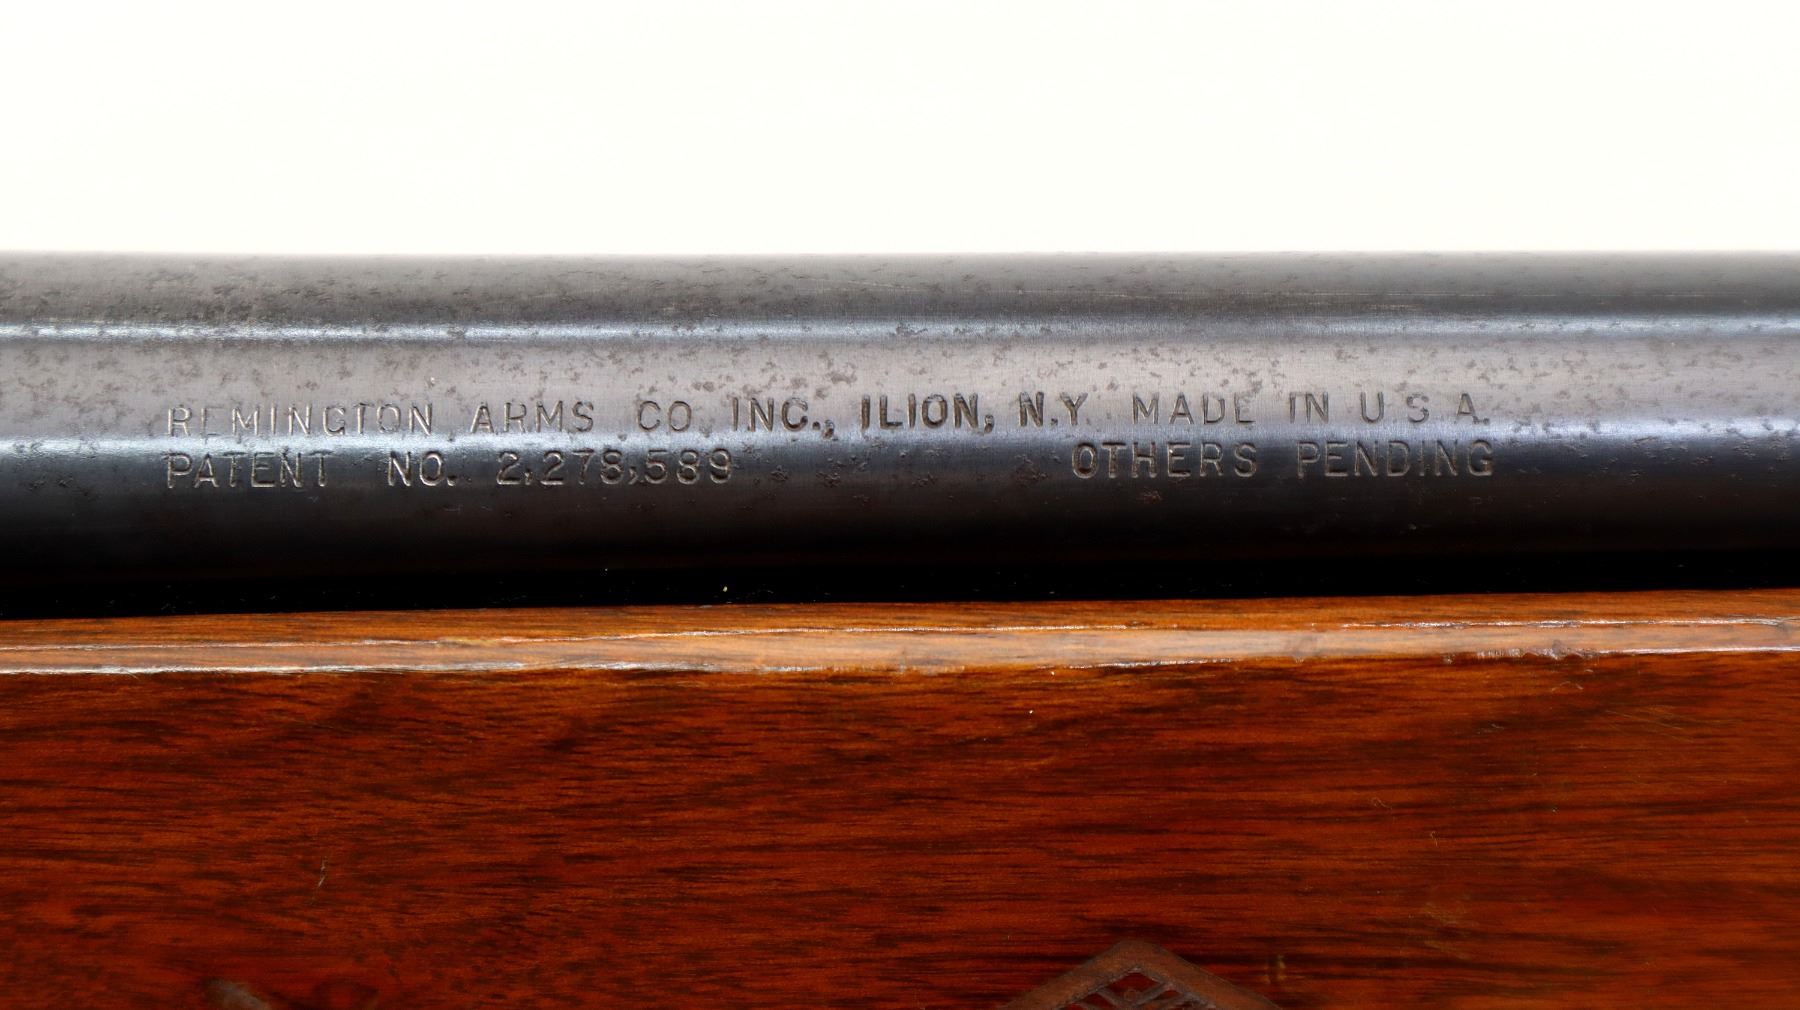 REMINGTON ARMS CO INC., ILION, N.Y. MADE IN U S A.
PATENT NO. 2,278,589 OTHERS PENDING